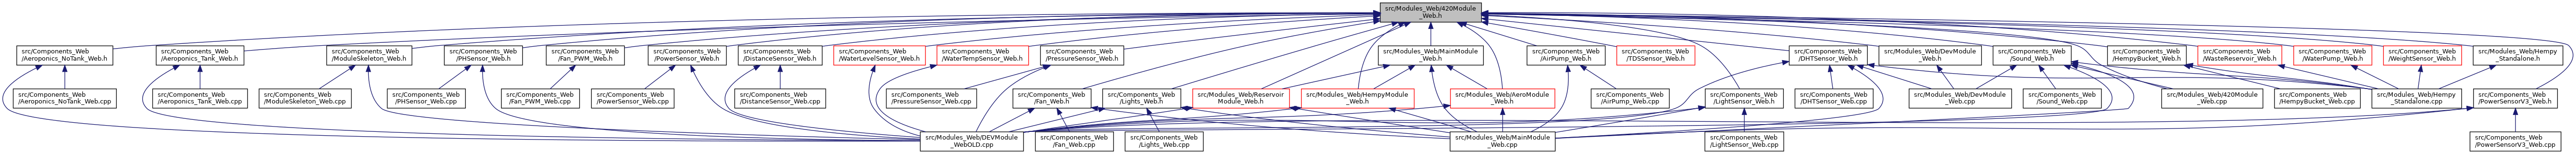 src/Modules_Web/420Module
_Web.h
src/Components_Web
/Aeroponics_NoTank_Web.h
src/Components_Web
/Aeroponics_Tank_Web.h
src/Components_Web
/ModuleSkeleton_Web.h
src/Components_Web
/PHSensor_Web.h
src/Components_Web
/Fan_PWM_Web.h
src/Components_Web
/PowerSensor_Web.h
src/Components_Web
/DistanceSensor_Web.h
src/Components_Web
/WaterLevelSensor_Web.h
src/Components_Web
/WaterTempSensor_Web.h
src/Components_Web
/PressureSensor_Web.h
src/Modules_Web/MainModule
_Web.h
src/Components_Web
/AirPump_Web.h
src/Components_Web
/TDSSensor_Web.h
src/Components_Web
/DHTSensor_Web.h
src/Modules_Web/DevModule
_Web.h
src/Components_Web
/Sound_Web.h
src/Components_Web
/HempyBucket_Web.h
src/Components_Web
/WasteReservoir_Web.h
src/Components_Web
/WaterPump_Web.h
src/Components_Web
/WeightSensor_Web.h
src/Modules_Web/Hempy
_Standalone.h
src/Components_Web
/Aeroponics_NoTank_Web.cpp
src/Components_Web
/Aeroponics_Tank_Web.cpp
src/Components_Web
/ModuleSkeleton_Web.cpp
src/Components_Web
/PHSensor_Web.cpp
src/Components_Web
/Fan_PWM_Web.cpp
src/Components_Web
/PowerSensor_Web.cpp
src/Components_Web
/DistanceSensor_Web.cpp
src/Components_Web
/PressureSensor_Web.cpp
src/Components_Web
/Fan_Web.h
src/Components_Web
/Lights_Web.h
src/Modules_Web/Reservoir
Module_Web.h
src/Modules_Web/HempyModule
_Web.h
src/Modules_Web/AeroModule
_Web.h
src/Components_Web
/AirPump_Web.cpp
src/Components_Web
/LightSensor_Web.h
src/Components_Web
/DHTSensor_Web.cpp
src/Modules_Web/DevModule
_Web.cpp
src/Components_Web
/Sound_Web.cpp
src/Modules_Web/420Module
_Web.cpp
src/Components_Web
/HempyBucket_Web.cpp
src/Modules_Web/Hempy
_Standalone.cpp
src/Components_Web
/PowerSensorV3_Web.h
src/Modules_Web/DEVModule
_WebOLD.cpp
src/Components_Web
/Fan_Web.cpp
src/Components_Web
/Lights_Web.cpp
src/Modules_Web/MainModule
_Web.cpp
src/Components_Web
/LightSensor_Web.cpp
src/Components_Web
/PowerSensorV3_Web.cpp